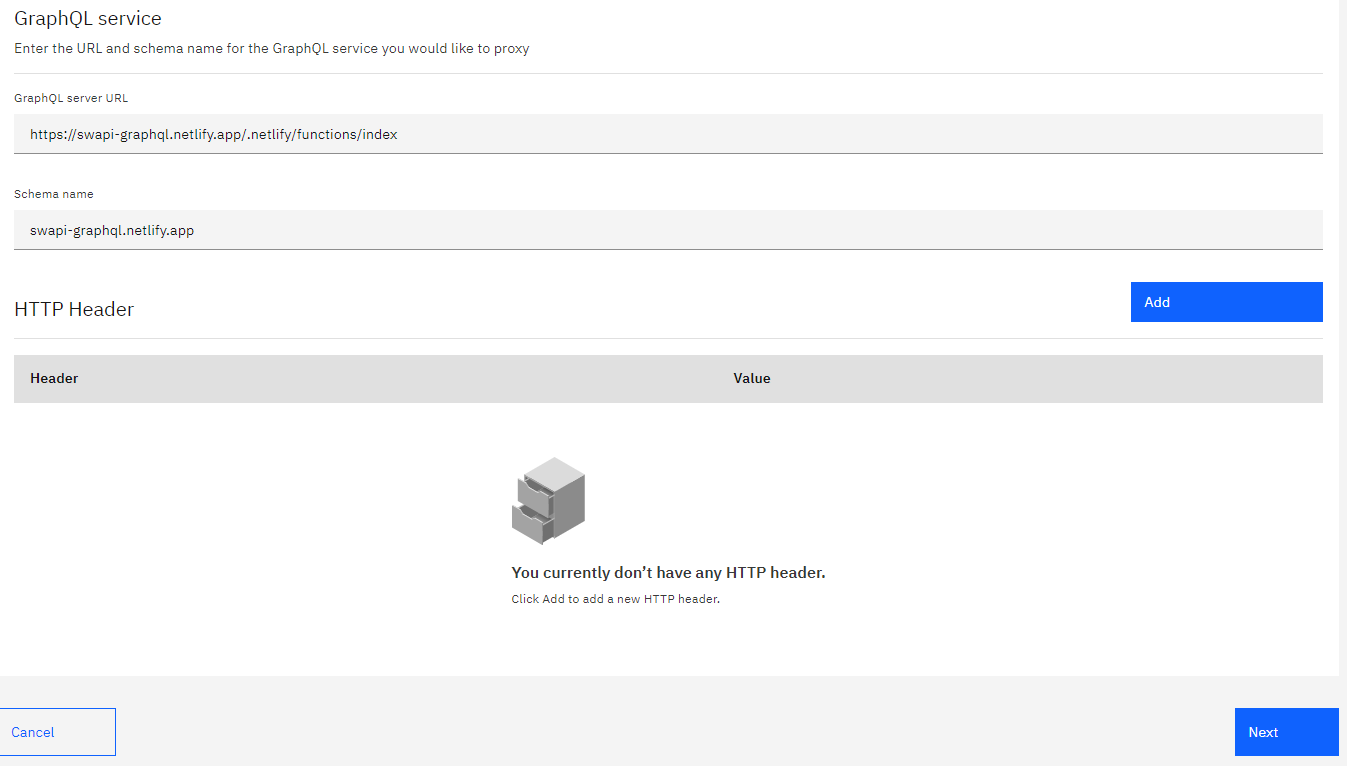 GraphQL service
Enter the URL and schema name for the GraphQL service you would like to proxy
GraphQL server URL
https://swapi-graphql.netlify.app/.netlify/functions/index
Schema name
swapi-graphql.netlify.app
HTTP Header
Add
Header Value
You currently don’t have any HTTP header.
Click Add to add a new HTTP header.
Cancel Next